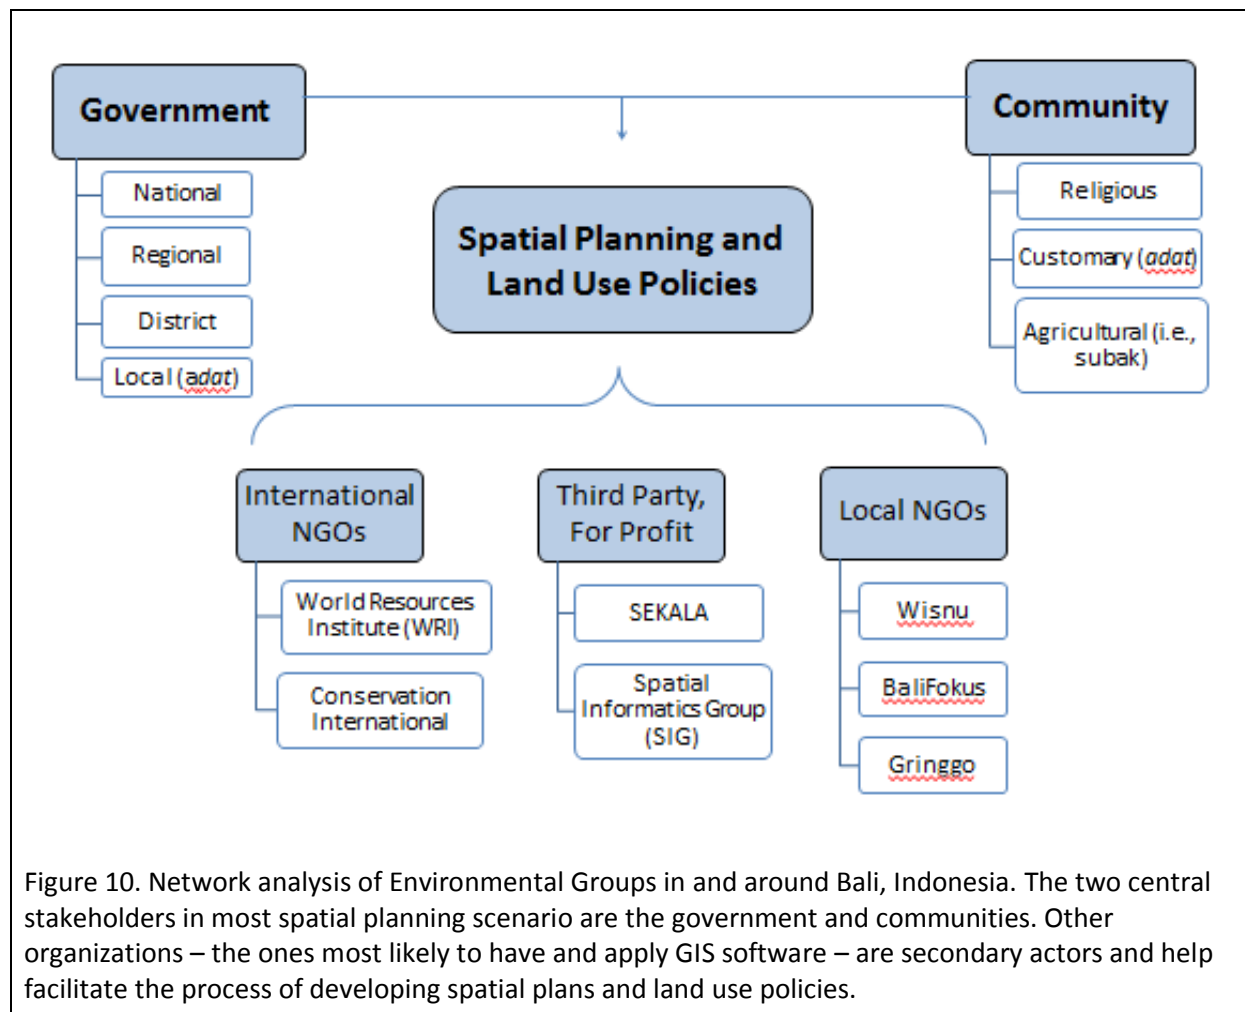 Government
National
Regional
District
Local (adat)
Community
Religious
Customary (adat)
Agricultural (i.e.,
subak)
Spatial Planning and
Land Use Policies
International
NGOs
World Resources
Institute (WRI)
Conservation
International
Third Party,
For Profit
SEKALA
Spatial
Informatics Group
(SIG)
Local NGOs
Wisnu
BaliFokus
Gringgo
Figure 10. Network analysis of Environmental Groups in and around Bali, Indonesia. The two central
stakeholders in most spatial planning scenario are the government and communities. Other
organizations – the ones most likely to have and apply GIS software – are secondary actors and help
facilitate the process of developing spatial plans and land use policies.